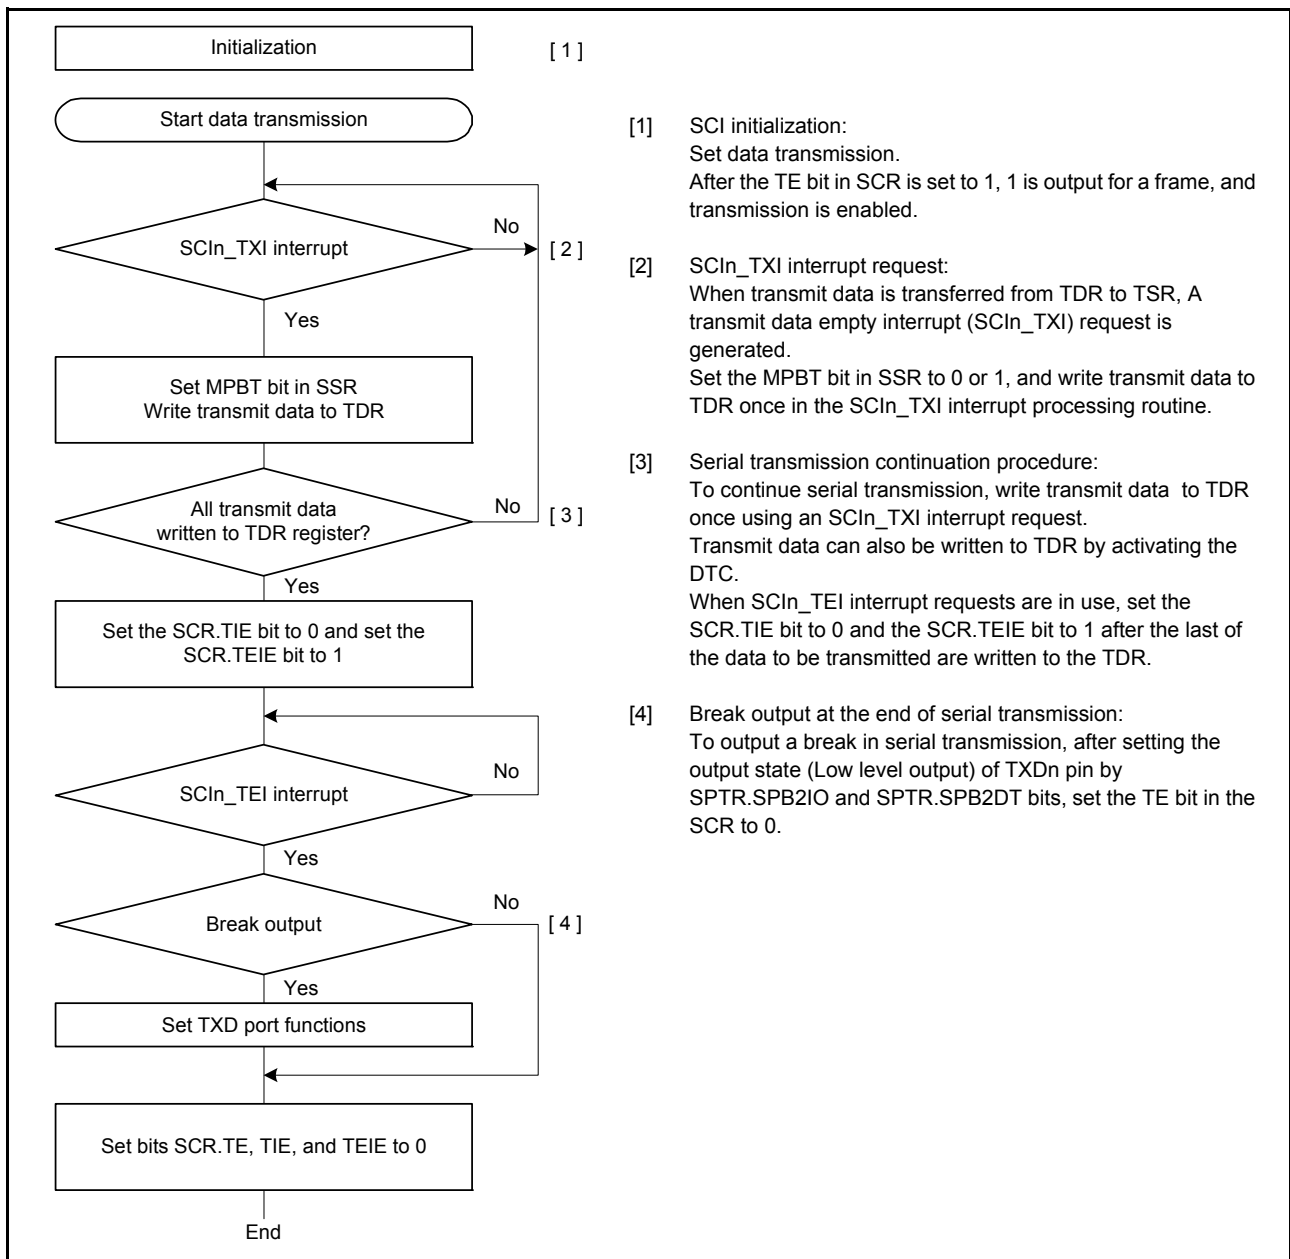 Initialization
[ 1 ]
Start data transmission
SCIn_TXI interrupt
No
[ 2 ]
Yes
Set MPBT bit in SSR
Write transmit data to TDR
All transmit data
written to TDR register?
No
[ 3 ]
Yes
Set the SCR.TIE bit to 0 and set the
SCR.TEIE bit to 1
SCIn_TEI interrupt
No
Yes
Break output
No
[ 4 ]
Yes
Set TXD port functions
Set bits SCR.TE, TIE, and TEIE to 0
End
[1] SCI initialization:
Set data transmission.
After the TE bit in SCR is set to 1, 1 is output for a frame, and
transmission is enabled.
[2] SCIn_TXI interrupt request:
When transmit data is transferred from TDR to TSR, A
transmit data empty interrupt (SCIn_TXI) request is
generated.
Set the MPBT bit in SSR to 0 or 1, and write transmit data to
TDR once in the SCIn_TXI interrupt processing routine.
[3] Serial transmission continuation procedure:
To continue serial transmission, write transmit data to TDR
once using an SCIn_TXI interrupt request.
Transmit data can also be written to TDR by activating the
DTC.
When SCIn_TEI interrupt requests are in use, set the
SCR.TIE bit to 0 and the SCR.TEIE bit to 1 after the last of
the data to be transmitted are written to the TDR.
[4] Break output at the end of serial transmission:
To output a break in serial transmission, after setting the
output state (Low level output) of TXDn pin by
SPTR.SPB2IO and SPTR.SPB2DT bits, set the TE bit in the
SCR to 0.